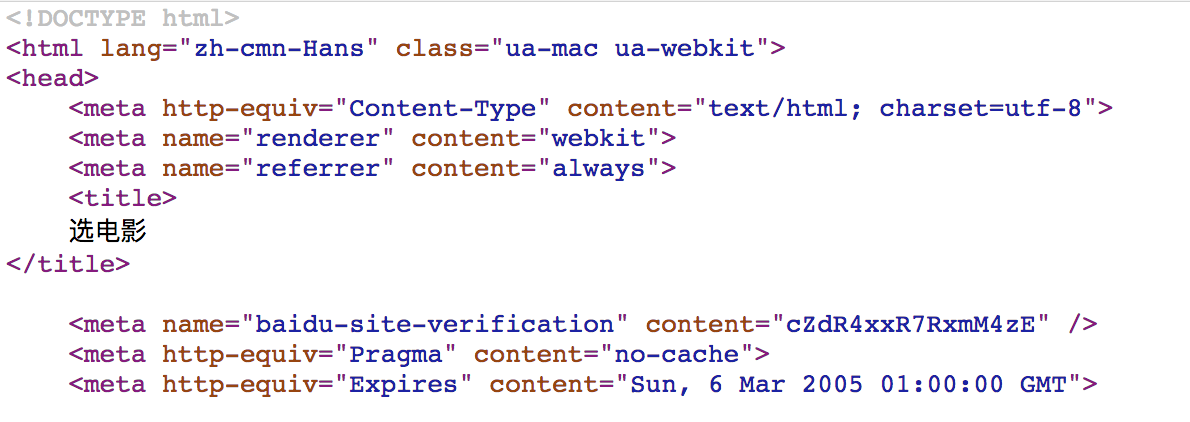 <!DOCTYPE html>
<html lang="zh-cmn-Hans" class="ua-mac ua-webkit">
<head>
<meta http-equiv="Content-Type" content="text/html; charset=utf-8">
<meta name="renderer" content="webkit">
<meta name="referrer" content="always">
<title>
选电影
</title>
<meta name="baidu-site-verification" content="cZdR4xxR7RxmM4zE" />
<meta http-equiv="Pragma" content="no-cache">
<meta http-equiv="Expires" content="Sun, 6 Mar 2005 01:00:00 GMT">